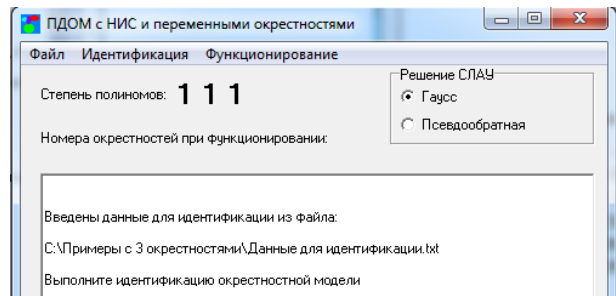 ПДОМ с НИС и переменными окрестностями
Файл Идентификация Функционирование
Степень полиномов: 1 1 1
Решение СЛАУ
Гаусс
Псевдообратная
Номера окрестностей при функционировании:
Введены данные для идентификации из файла:
C:\Примеры с 3 окрестностями\Данные для идентификации.txt
Выполните идентификацию окрестностной модели